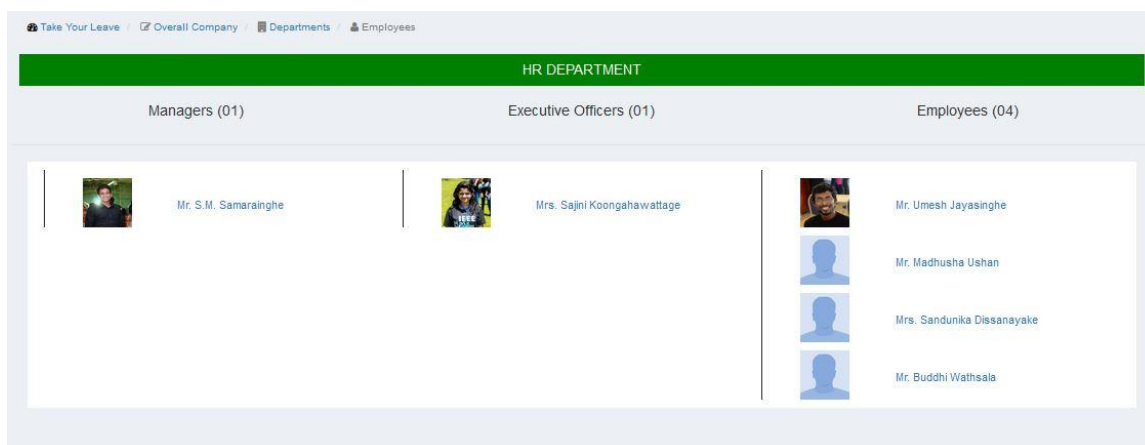 Take Your Leave / Overall Company / Departments / Employees
HR DEPARTMENT
Managers (01) Executive Officers (01) Employees (04)
Mr. S.M. Samarainghe Mrs. Sajini Koongahawattage Mr. Umesh Jayasinghe
IEEE
Mr. Madhusha Ushan
Mrs. Sandunika Dissanayake
Mr. Buddhi Wathsala